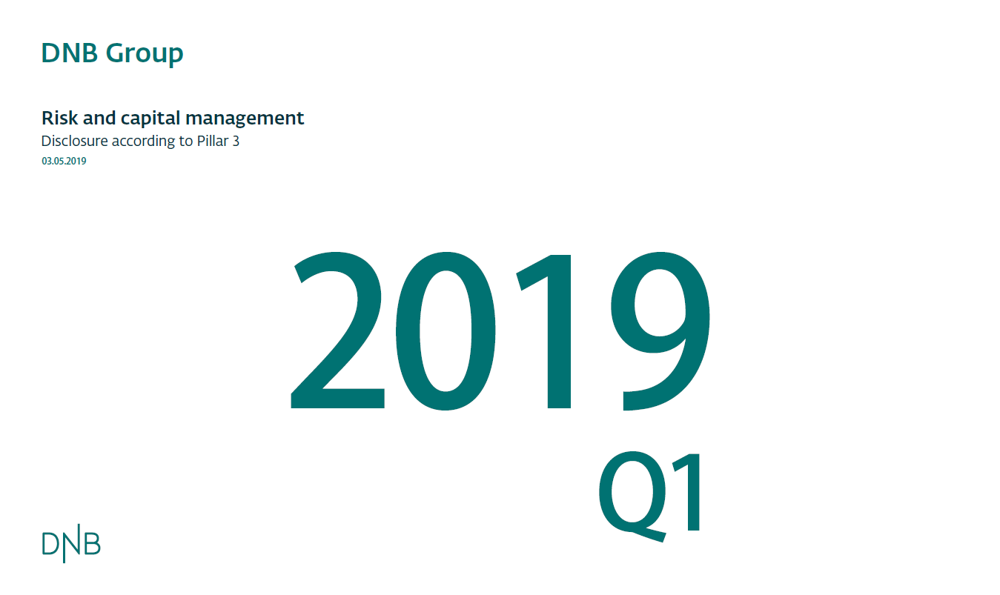 DNB Group
Risk and capital management
Disclosure according to Pillar 3
03.05.2019
2019
Q1
DNB